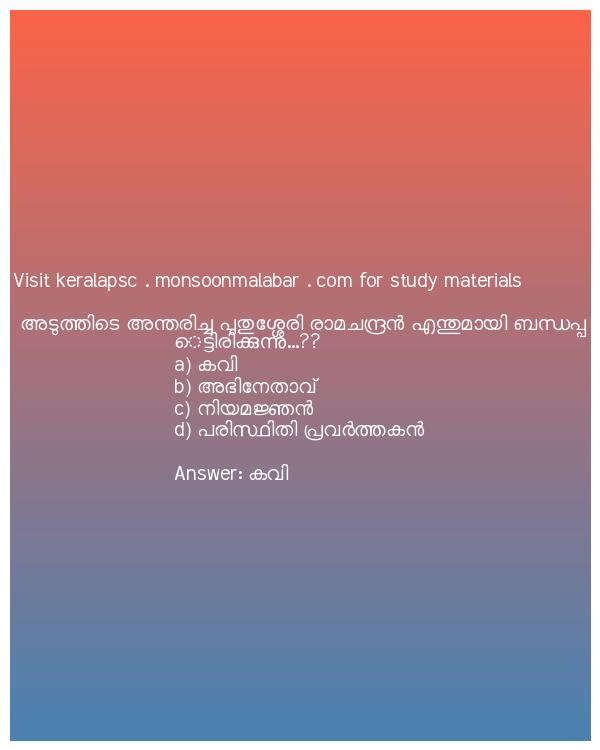 Visit keralapsc . monsoonmalabar . com for study materials
അടുത്തിടെ അന്തരിച്ച പുതുശ്ശേരി രാമചന്ദ്രൻ എന്തുമായി ബന്ധപ്പ
െട്ടിരിക്കുന്നു...??
a) കവി
b) അഭിനേതാവ്
c) നിയമജ്ഞൻ
d) പരിസ്ഥിതി പ്രവർത്തകൻ
Answer: കവി